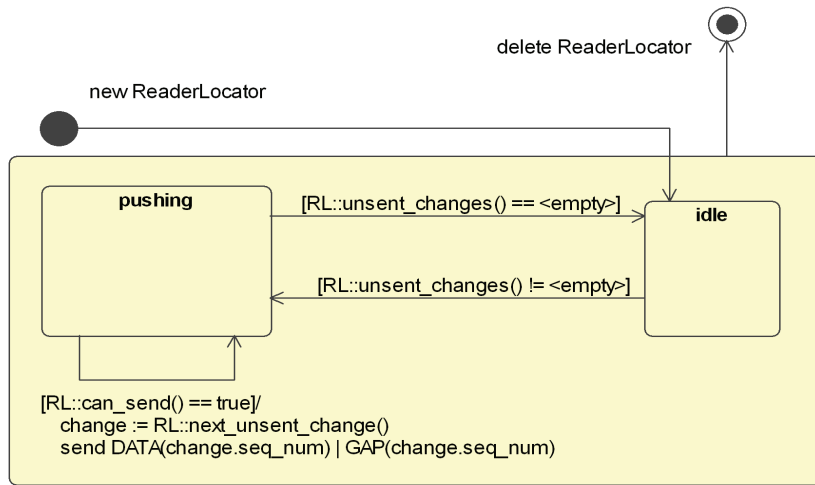 delete ReaderLocator
new ReaderLocator
pushing
[RL::unsent_changes() == <empty>]
idle
[RL::unsent_changes() != <empty>]
[RL::can_send() == true]/
change := RL::next_unsent_change()
send DATA(change.seq_num) | GAP(change.seq_num)